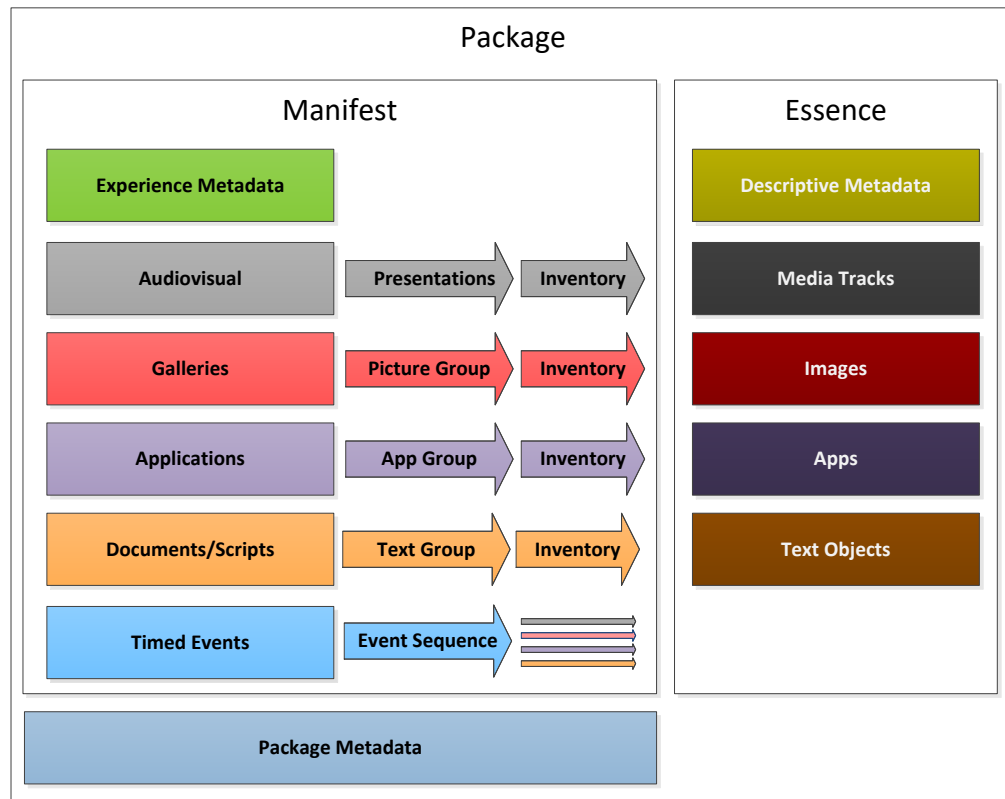 Package
Manifest
Essence
Experience Metadata
Descriptive Metadata
Audiovisual
Presentations
Inventory
Media Tracks
Galleries
Picture Group
Inventory
Images
Applications
App Group
Inventory
Apps
Documents/Scripts
Text Group
Inventory
Text Objects
Timed Events
Event Sequence
Package Metadata